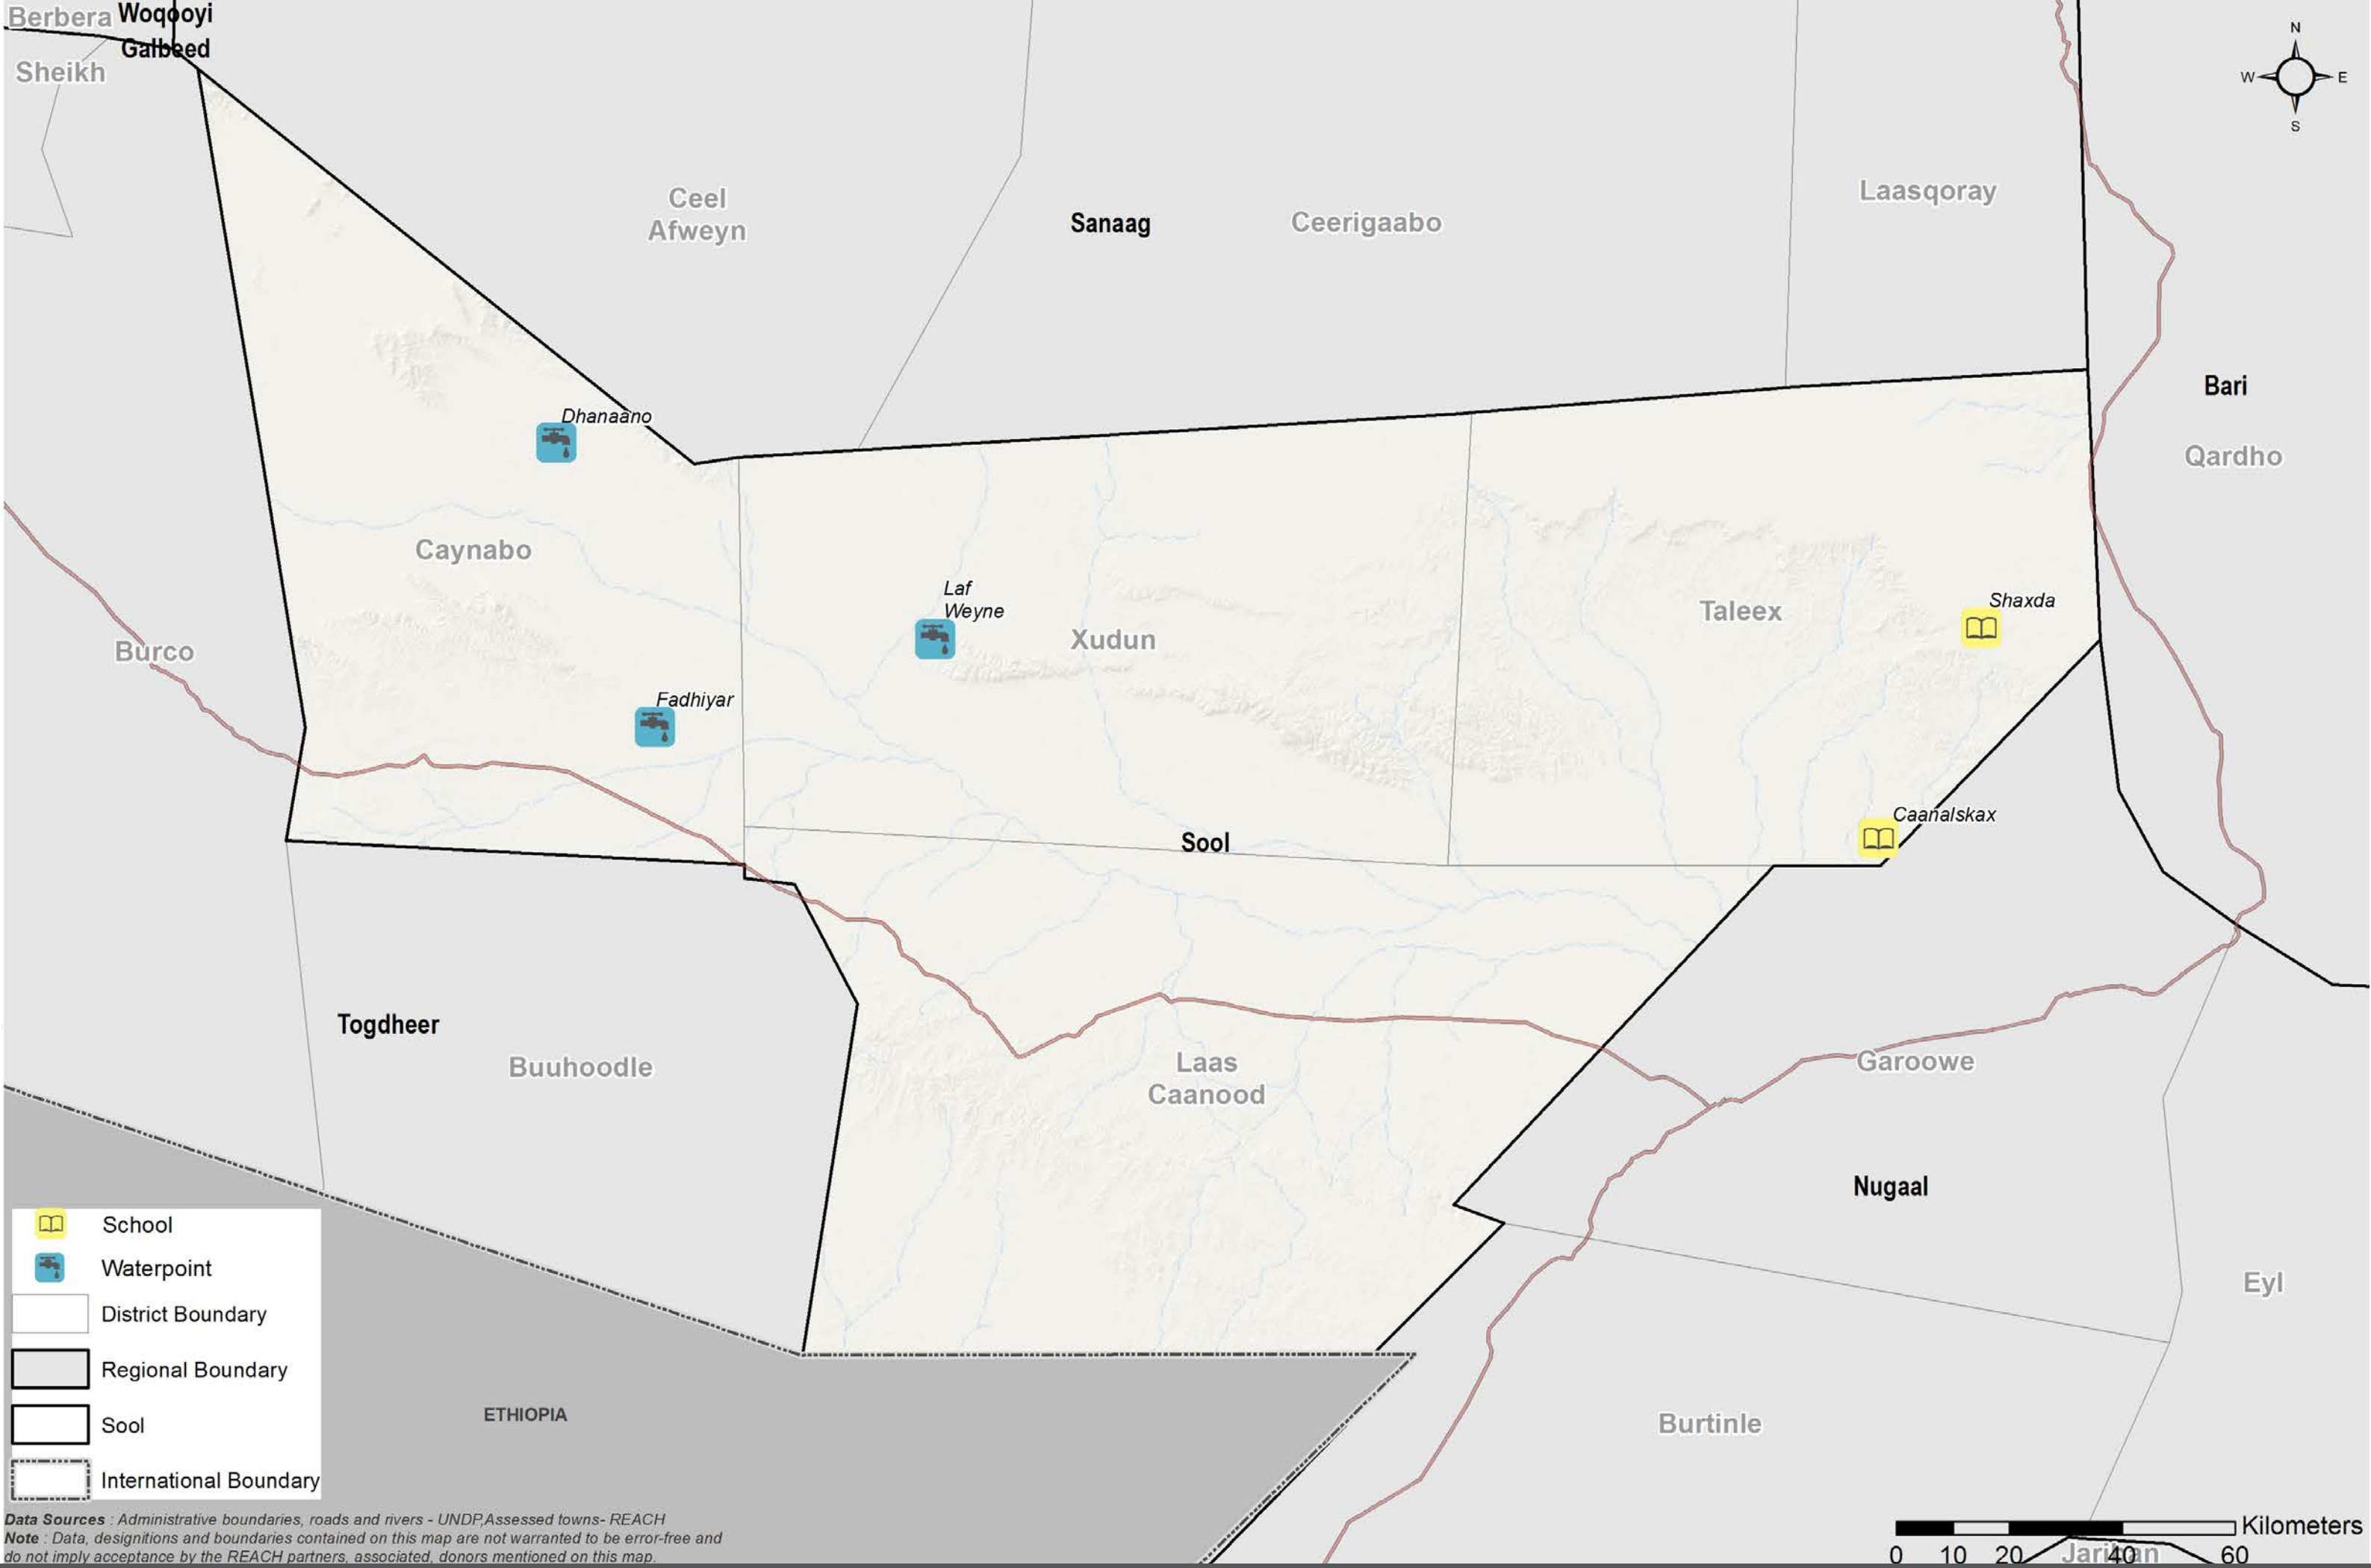 Berbera
Woqooyi
Galbeed
Sheikh
N
W
E
S
Ceel
Afweyn
Sanaag
Ceerigaabo
Laasqoray
Bari
Qardho
Dhanaano
Caynabo
Laf
Weyne
Xudun
Taleex
Shaxda
Burco
Fadhiyar
Caanalskax
Sool
Togdheer
Buuhoodle
Laas
Caanood
Garoowe
Nugaal
Eyl
Burtinle
ETHIOPIA
School
Waterpoint
District Boundary
Regional Boundary
Sool
International Boundary
Data Sources : Administrative boundaries, roads and rivers - UNDP,Assessed towns- REACH
Note : Data, designitions and boundaries contained on this map are not warranted to be error-free and
do not imply acceptance by the REACH partners, associated, donors mentioned on this map.
Kilometers
0 10 20 40 60
Jariban